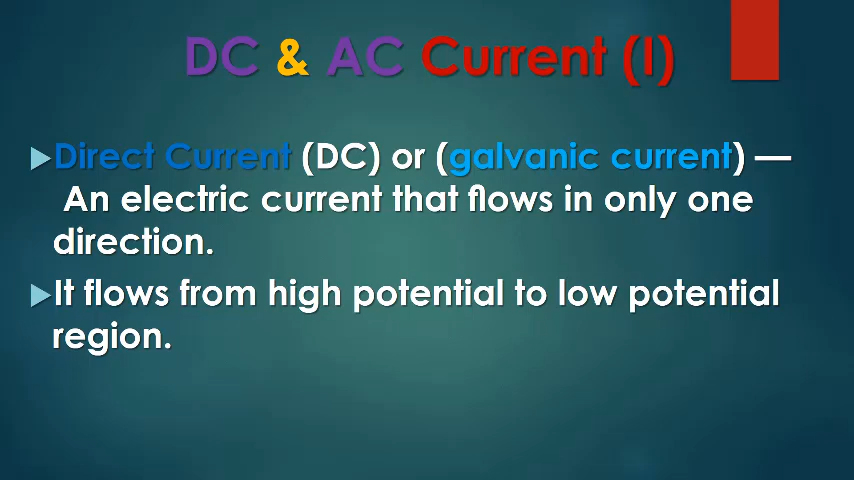 DC & AC Current (I)
Direct Current (DC) or (galvanic current) —
An electric current that flows in only one
direction.
It flows from high potential to low potential
region.